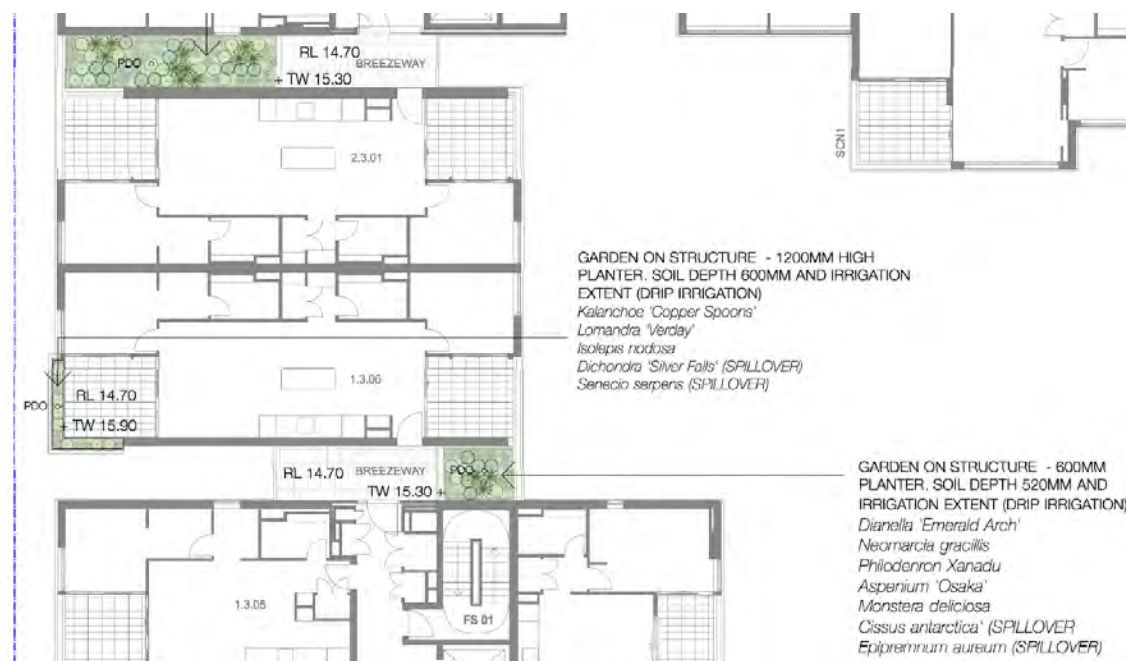 PDO
RL 14.70
BREEZEWAY
+ TW 15.30
SCN1
2.3.01
GARDEN ON STRUCTURE - 1200MM HIGH
PLANTER. SOIL DEPTH 600MM AND IRRIGATION
EXTENT (DRIP IRRIGATION)
Kalanchoe 'Copper Spoons'
Lomandra 'Verday'
Isolepis nodosa
Dichondra 'Silver Falls' (SPILLOVER)
Senecio serpens (SPILLOVER)
1.3.06
RL 14.70
PDO
+ TW 15.90
RL 14.70
BREEZEWAY
PDO
TW 15.30 +
GARDEN ON STRUCTURE - 600MM
PLANTER. SOIL DEPTH 520MM AND
IRRIGATION EXTENT (DRIP IRRIGATION)
Dianella 'Emerald Arch'
Neomarcia gracillis
Philodenron Xanadu
Aspenium 'Osaka'
Monstera deliciosa
Cissus antarctica' (SPILLOVER
Epipremnum aureum (SPILLOVER)
1.3.05
FS 01